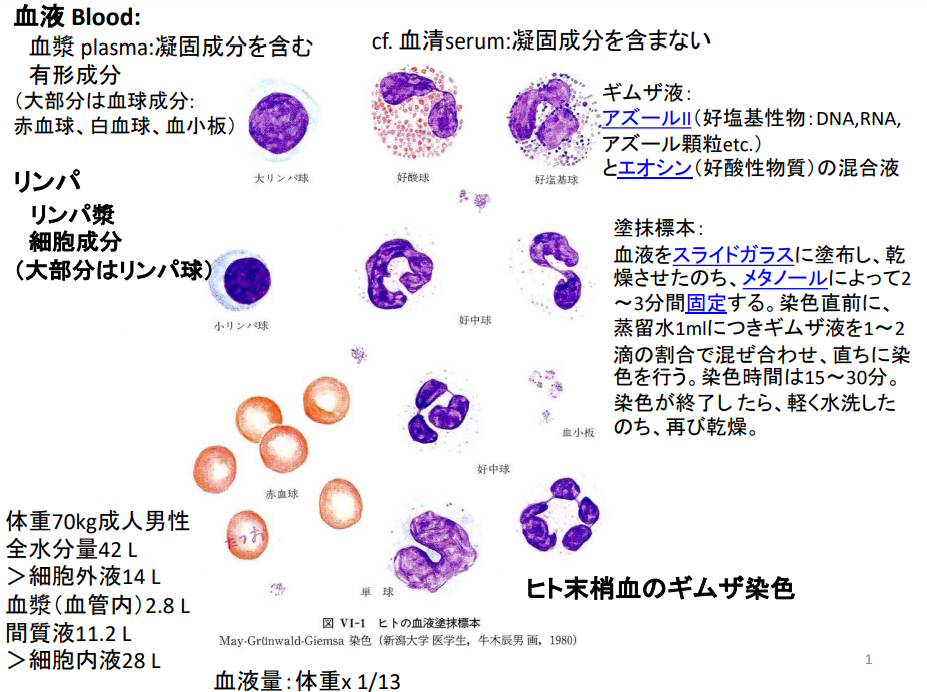 血液 Blood:
血漿 plasma:凝固成分を含む
有形成分
(大部分は血球成分:
赤血球、白血球、血小板)
cf. 血清serum:凝固成分を含まない
大リンパ球
好酸球
好塩基球
ギムザ液:
アズールII(好塩基性物:DNA,RNA,
アズール顆粒etc.)
とエオシン(好酸性物質)の混合液
リンパ
リンパ漿
細胞成分
(大部分はリンパ球)
小リンパ球
好中球
塗抹標本:
血液をスライドガラスに塗布し、乾
燥させたのち、メタノールによって2
~3分間固定する。染色直前に、
蒸留水1mlにつきギムザ液を1~2
滴の割合で混ぜ合わせ、直ちに染
色を行う。染色時間は15~30分。
染色が終了したら、軽く水洗した
のち、再び乾燥。
血小板
好中球
赤血球
たつお
単 球
体重70kg成人男性
全水分量42 L
>細胞外液14 L
血漿(血管内)2.8 L
間質液11.2 L
>細胞内液28 L
ヒト末梢血のギムザ染色
図 VI-1 ヒトの血液塗抹標本
May-Grünwald-Giemsa 染色(新潟大学 医学生,牛木辰男 画,1980)
血液量:体重x 1/13
1